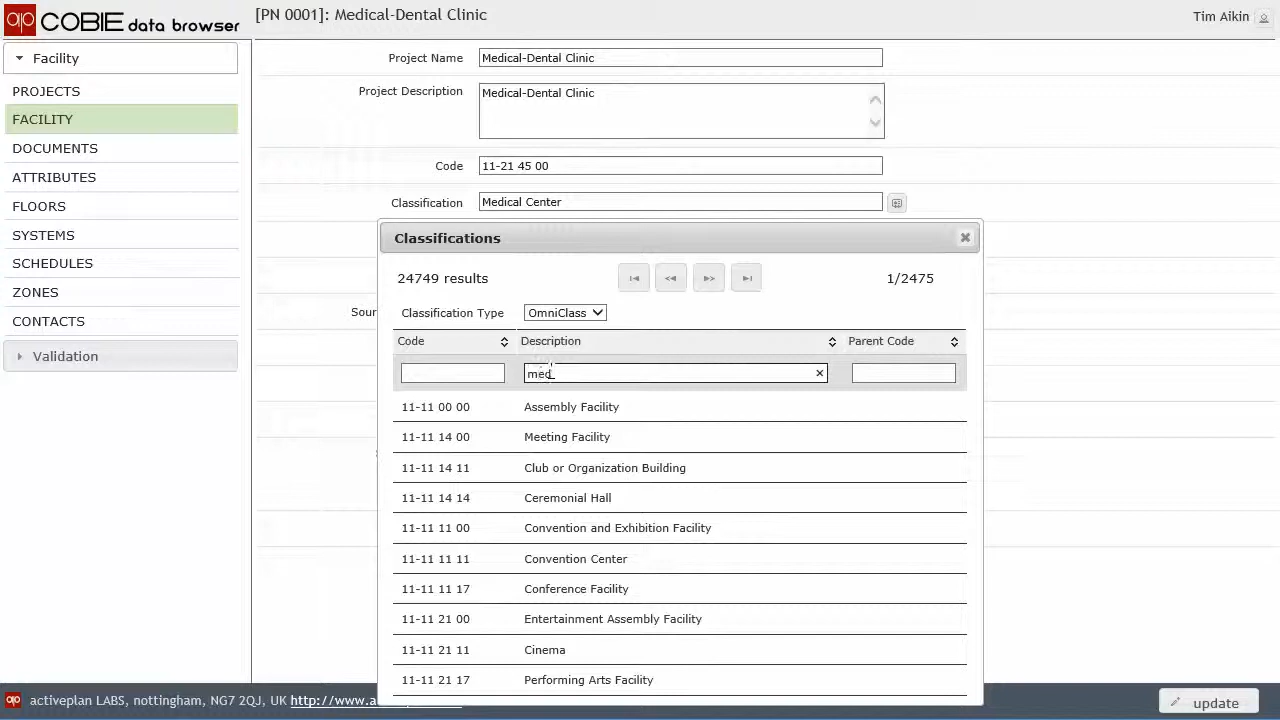 COBIE data browser
[PN 0001]: Medical-Dental Clinic
Tim Aikin
Facility
PROJECTS
FACILITY
DOCUMENTS
ATTRIBUTES
FLOORS
SYSTEMS
SCHEDULES
ZONES
CONTACTS
Validation
Project Name Medical-Dental Clinic
Project Description Medical-Dental Clinic
Code 11-21 45 00
Classification Medical Center
Sour
Classifications
24749 results 1/2475
Classification Type OmniClass
Code Description Parent Code
med
11-11 00 00 Assembly Facility
11-11 14 00 Meeting Facility
11-11 14 11 Club or Organization Building
11-11 14 14 Ceremonial Hall
11-11 11 00 Convention and Exhibition Facility
11-11 11 11 Convention Center
11-11 11 17 Conference Facility
11-11 21 00 Entertainment Assembly Facility
11-11 21 11 Cinema
11-11 21 17 Performing Arts Facility
activeplan LABS, nottingham, NG7 2QJ, UK http://www.a
update